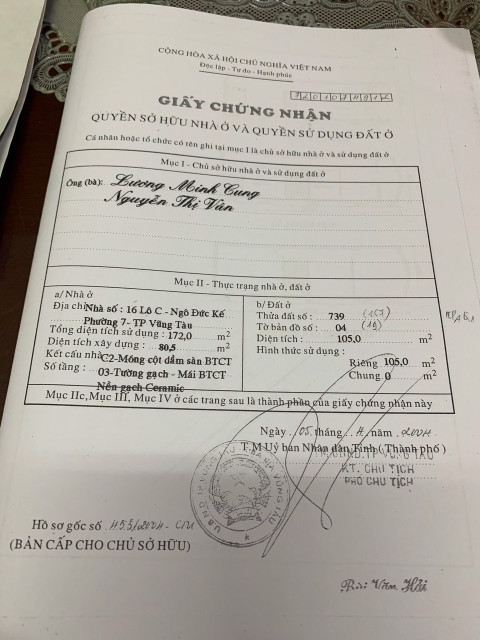 CỘNG HÒA XÃ HỘI CHỦ NGHĨA VIỆT NAM
Độc lập - Tự do - Hạnh phúc
GIẤY CHỨNG NHẬN
QUYỀN SỞ HỮU NHÀ Ở VÀ QUYỀN SỬ DỤNG ĐẤT Ở
Cá nhân hoặc tổ chức có tên ghi tại mục I là chủ sở hữu nhà ở và sử dụng đất ở
Mục I - Chủ sở hữu nhà ở và sử dụng đất ở
Ông (bà): Lương Minh Cung
Nguyễn Thị Vân
Mục II - Thực trạng nhà ở, đất ở
a/ Nhà ở
Địa chỉ Nhà số : 16 Lô C - Ngô Đức Kế
Phường 7- TP Vũng Tàu
Tổng diện tích sử dụng : 172,0 m2
Diện tích xây dựng : 80,5 m2
Kết cấu nhà C2-Móng cột dầm sàn BTCT
Số tầng : 03-Tường gạch - Mái BTCT
Nền gạch Ceramic
b/ Đất ở
Thửa đất số : 739 (157)
Tờ bản đồ số : 04 (19)
Diện tích : 105,0 m2
Hình thức sử dụng :
Riêng 105,0 m2
Chung 0 m2
Mục IIc, Mục III, Mục IV ở các trang sau là thành phần của giấy chứng nhận này
Ngày 05 tháng 4 năm 2004
T.M Uỷ ban Nhân dân Tỉnh (Thành phố)
KT. CHỦ TỊCH
PHÓ CHỦ TỊCH
Hồ sơ gốc số
(BẢN CẤP CHO CHỦ SỞ HỮU)